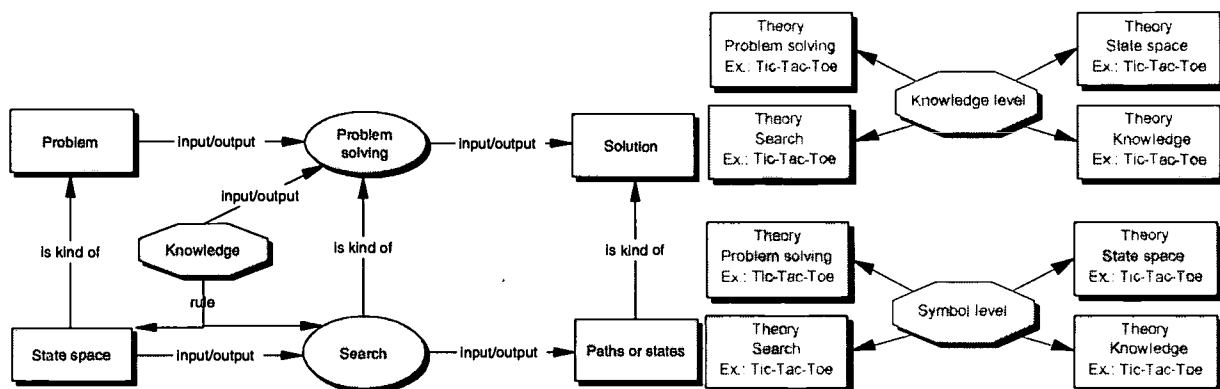 Problem
input/output
Problem
solving
input/output
Solution
input/output
is kind of
Knowledge
is kind of
is kind of
rule
State space
input/output
Search
input/output
Paths or states
Theory
Problem solving
Ex.: Tic-Tac-Toe
Theory
State space
Ex.: Tic-Tac-Toe
Knowledge level
Theory
Search
Ex.: Tic-Tac-Toe
Theory
Knowledge
Ex.: Tic-Tac-Toe
Theory
Problem solving
Ex.: Tic-Tac-Toe
Theory
State space
Ex.: Tic-Tac-Toe
Symbol level
Theory
Search
Ex.: Tic-Tac-Toe
Theory
Knowledge
Ex.: Tic-Tac-Toe